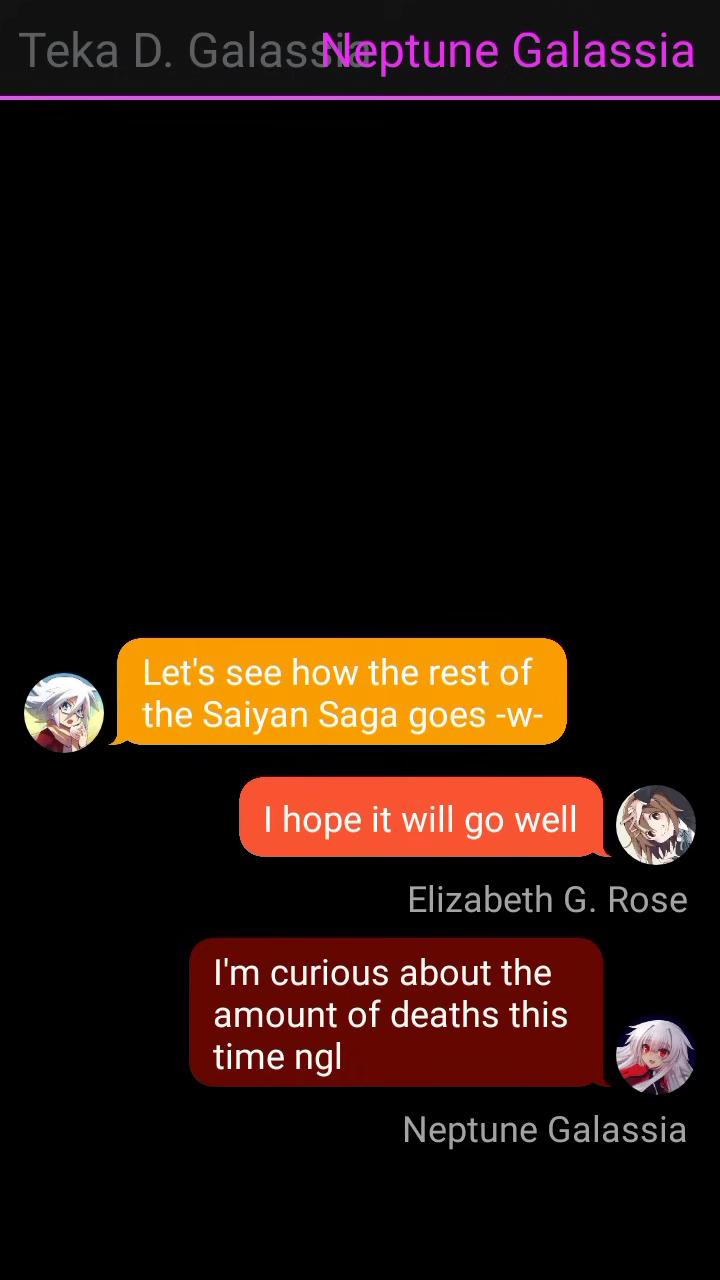 Teka D. Galassia
Neptune Galassia
Let's see how the rest of
the Saiyan Saga goes -w-
I hope it will go well
Elizabeth G. Rose
I'm curious about the
amount of deaths this
time ngl
Neptune Galassia